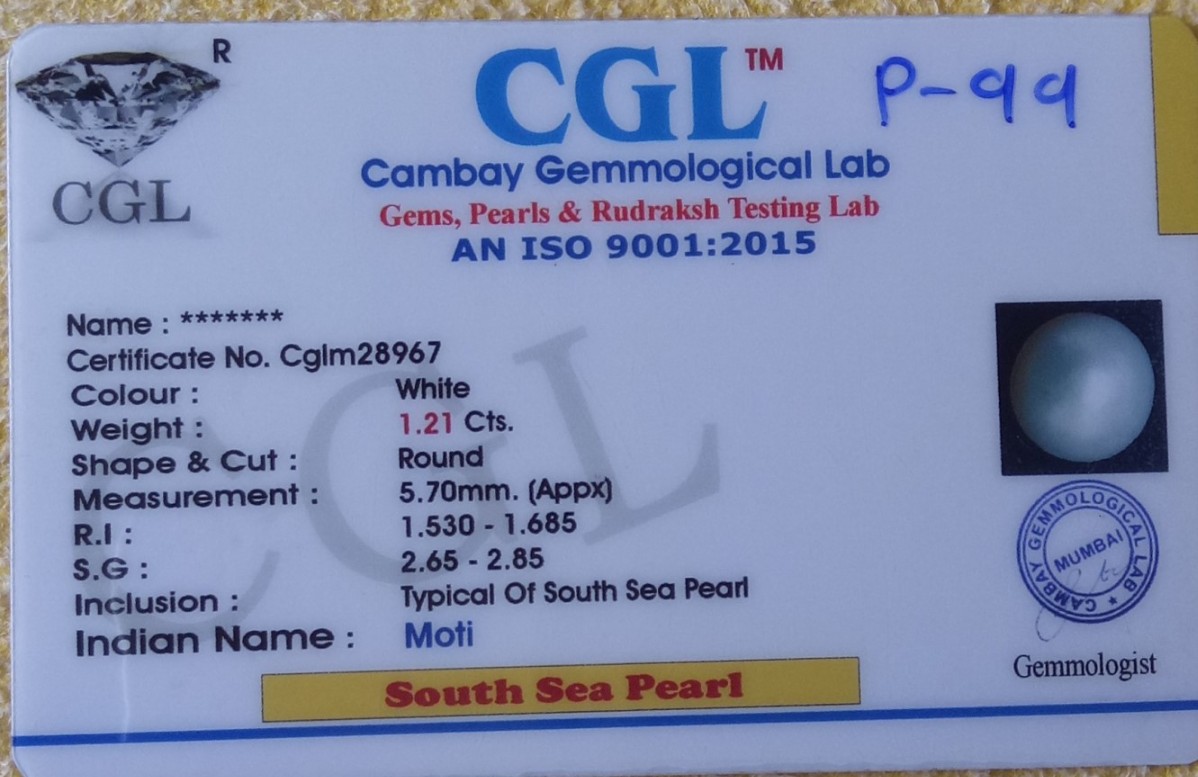 R
CGL
CGL™
P-99
Cambay Gemmological Lab
Gems, Pearls & Rudraksh Testing Lab
AN ISO 9001:2015
Name : *******
Certificate No. Cglm28967
Colour : White
Weight : 1.21 Cts.
Shape & Cut : Round
Measurement : 5.70mm. (Appx)
R.I : 1.530 - 1.685
S.G : 2.65 - 2.85
Inclusion : Typical Of South Sea Pearl
Indian Name : Moti
South Sea Pearl
CGL
CAMBAY GEMMOLOGICAL LAB ★
MUMBAI
Gemmologist